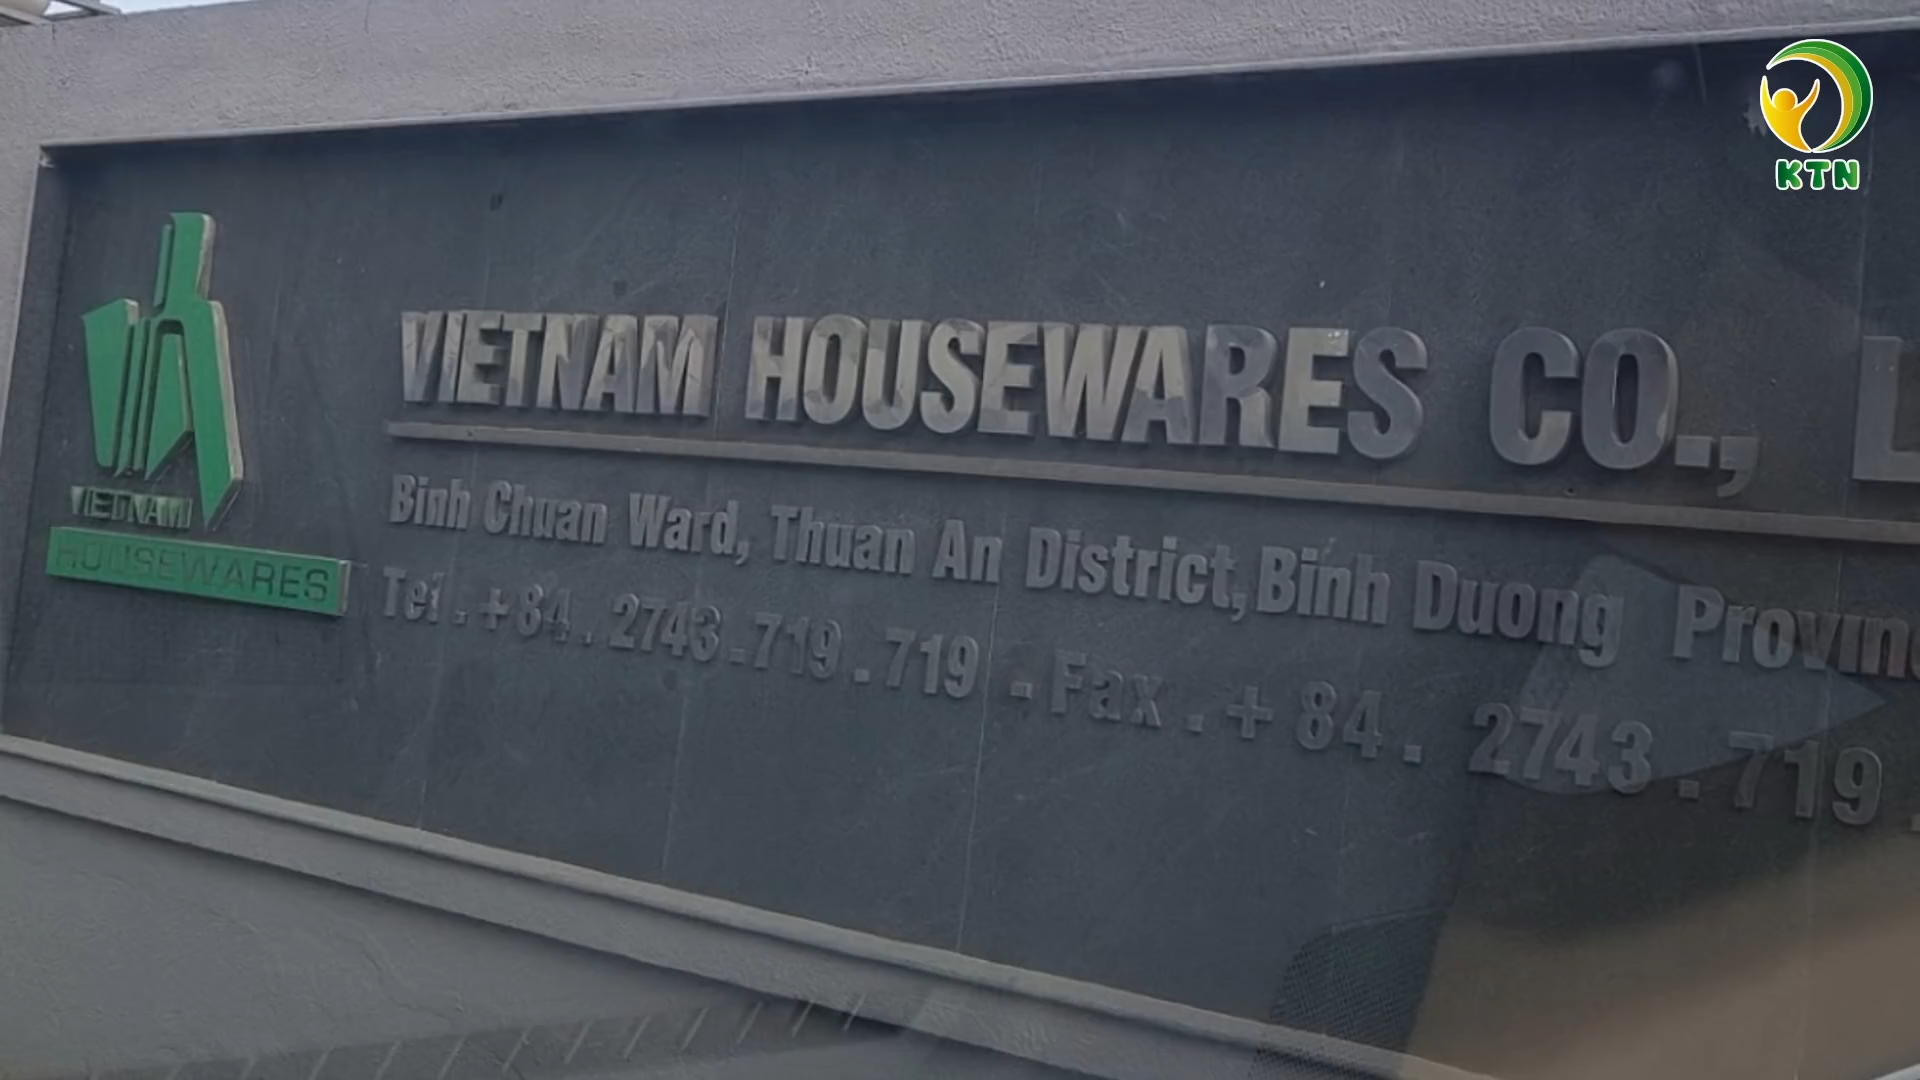 KTN
VIETNAM HOUSEWARES CO.,
VIETNAM
HOUSEWARES
Binh Chuan Ward, Thuan An District, Binh Duong
Tel . +84 . 2743 . 719 . 719 - Fax . + 84 . 2743 . 719 .